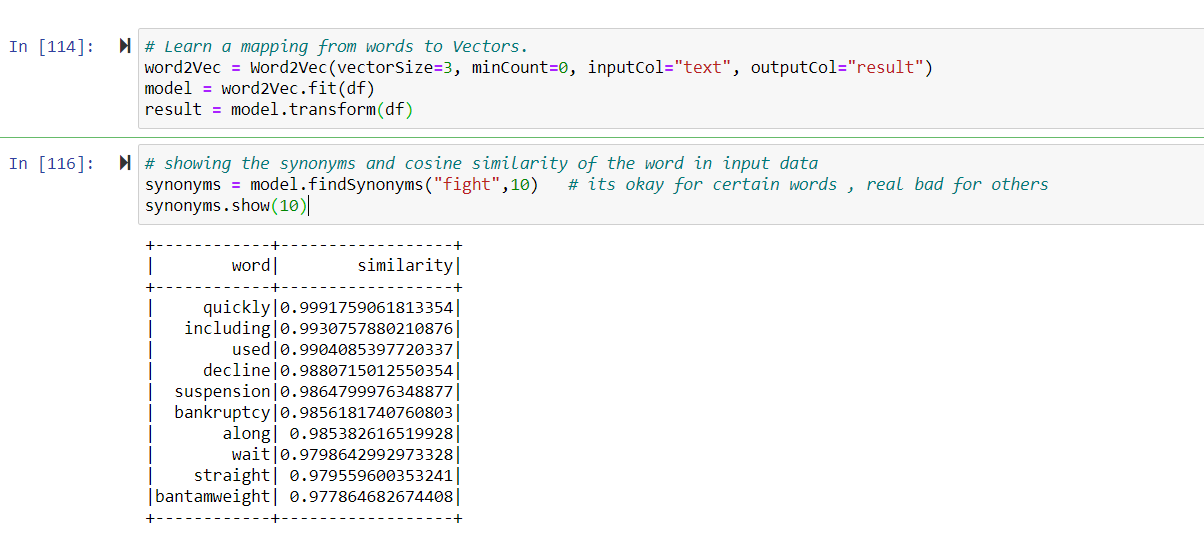 In [114]:
# Learn a mapping from words to Vectors.
word2Vec = Word2Vec(vectorSize=3, minCount=0, inputCol="text", outputCol="result")
model = word2Vec.fit(df)
result = model.transform(df)
In [116]:
# showing the synonyms and cosine similarity of the word in input data
synonyms = model.findSynonyms("fight",10)   # its okay for certain words , real bad for others
synonyms.show(10)
+------------+------------------+
|        word|        similarity|
+------------+------------------+
|     quickly|0.9991759061813354|
|   including|0.9930757880210876|
|        used|0.9904085397720337|
|     decline|0.9880715012550354|
|  suspension|0.9864799976348877|
|  bankruptcy|0.9856181740760803|
|       along| 0.985382616519928|
|        wait|0.9798642992973328|
|    straight| 0.979559600353241|
|bantamweight| 0.977864682674408|
+------------+------------------+